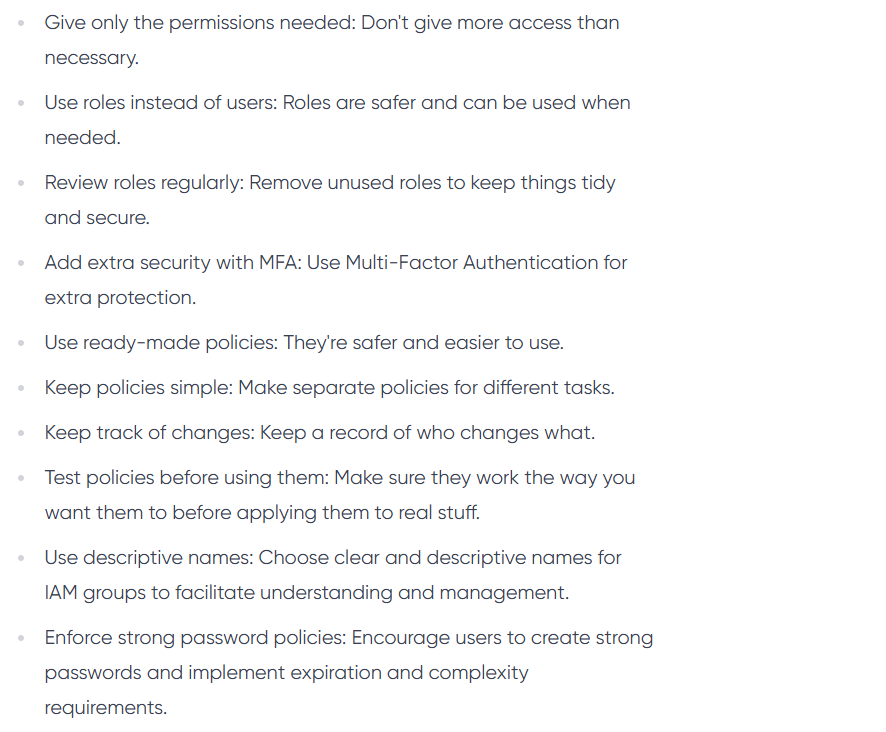 Give only the permissions needed: Don't give more access than
necessary.
Use roles instead of users: Roles are safer and can be used when
needed.
Review roles regularly: Remove unused roles to keep things tidy
and secure.
Add extra security with MFA: Use Multi-Factor Authentication for
extra protection.
Use ready-made policies: They're safer and easier to use.
Keep policies simple: Make separate policies for different tasks.
Keep track of changes: Keep a record of who changes what.
Test policies before using them: Make sure they work the way you
want them to before applying them to real stuff.
Use descriptive names: Choose clear and descriptive names for
IAM groups to facilitate understanding and management.
Enforce strong password policies: Encourage users to create strong
passwords and implement expiration and complexity
requirements.